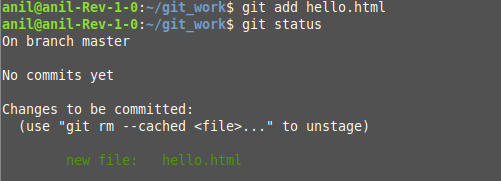 anil@anil-Rev-1-0:~/git_work$ git add hello.html
anil@anil-Rev-1-0:~/git_work$ git status
On branch master
No commits yet
Changes to be committed:
(use "git rm --cached <file>..." to unstage)
new file:   hello.html